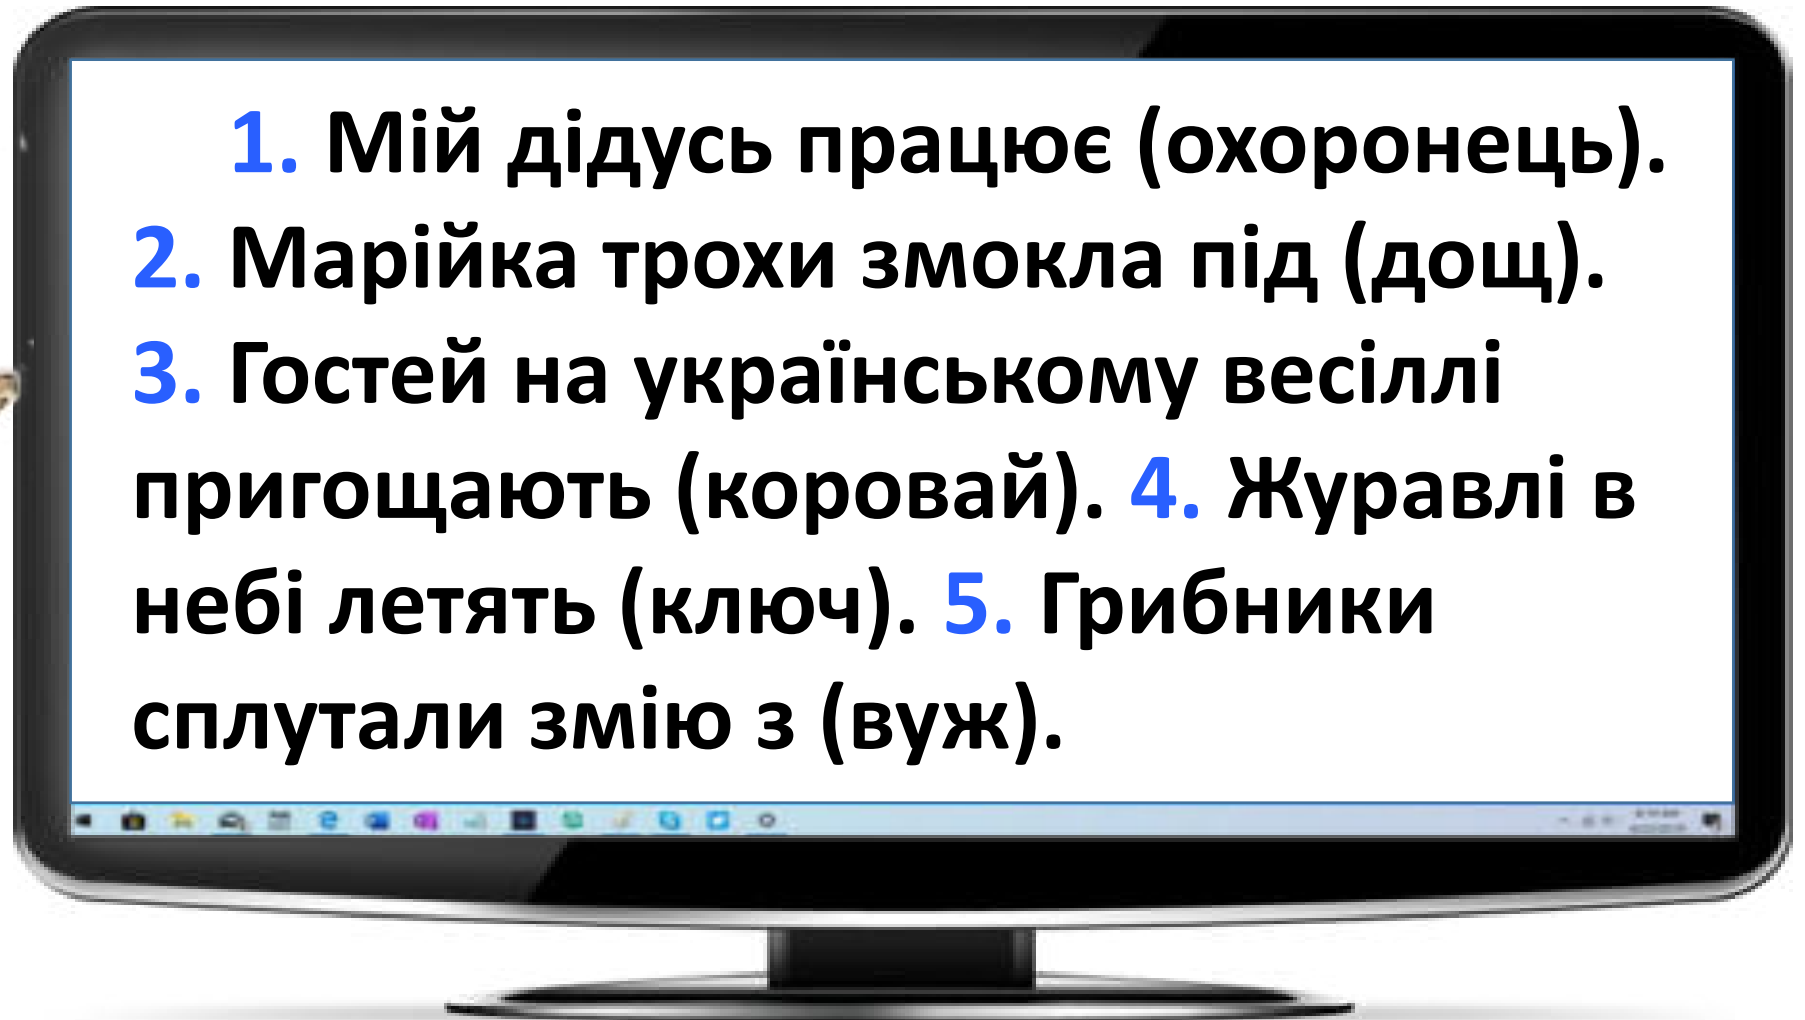 1. Мій дідусь працює (охоронець).
2. Марійка трохи змокла під (дощ).
3. Гостей на українському весіллі
пригощають (коровай). 4. Журавлі в
небі летять (ключ). 5. Грибники
сплутали змію з (вуж).